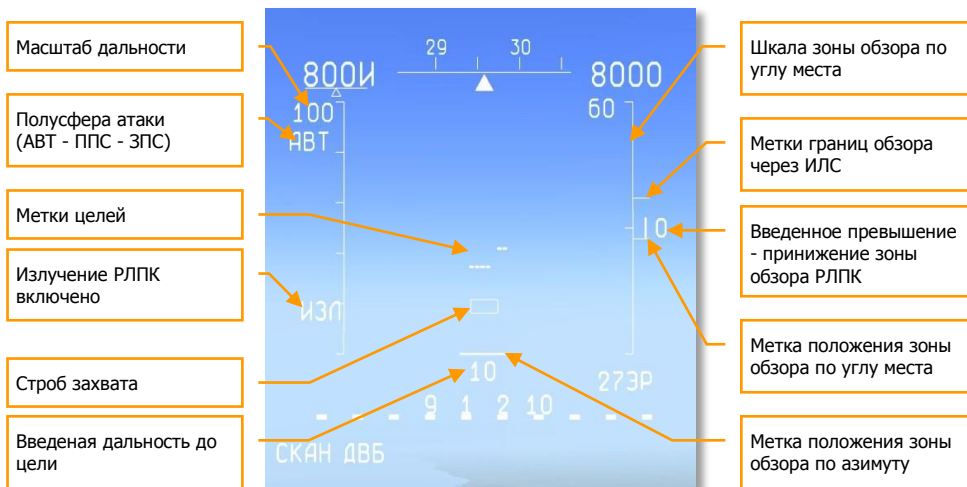 Масштаб дальности
Полусфера атаки
(АВТ - ППС - ЗПС)
Метки целей
Излучение РЛПК
включено
Строб захвата
Введеная дальность до
цели
29 30
800И 8000
100 60
АВТ
10
ИЗЛ
10 27ЭР
9 1 2 10
СКАН ДВБ
Шкала зоны обзора по
углу места
Метки границ обзора
через ИЛС
Введенное превышение
- принижение зоны
обзора РЛПК
Метка положения зоны
обзора по углу места
Метка положения зоны
обзора по азимуту